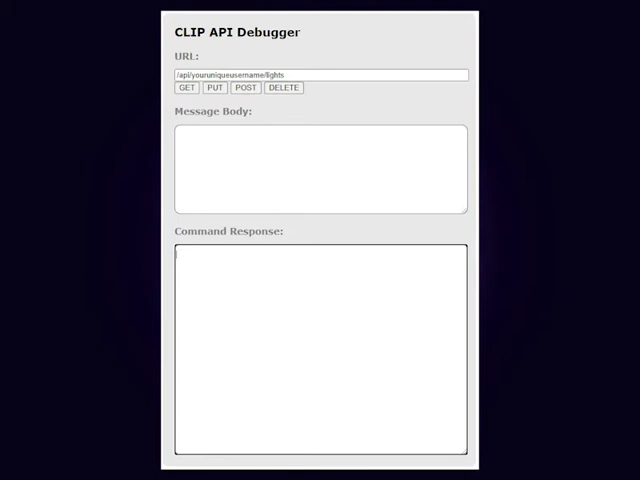 CLIP API Debugger
URL:
/api/youruniqueusername/lights
GET PUT POST DELETE
Message Body:
Command Response: